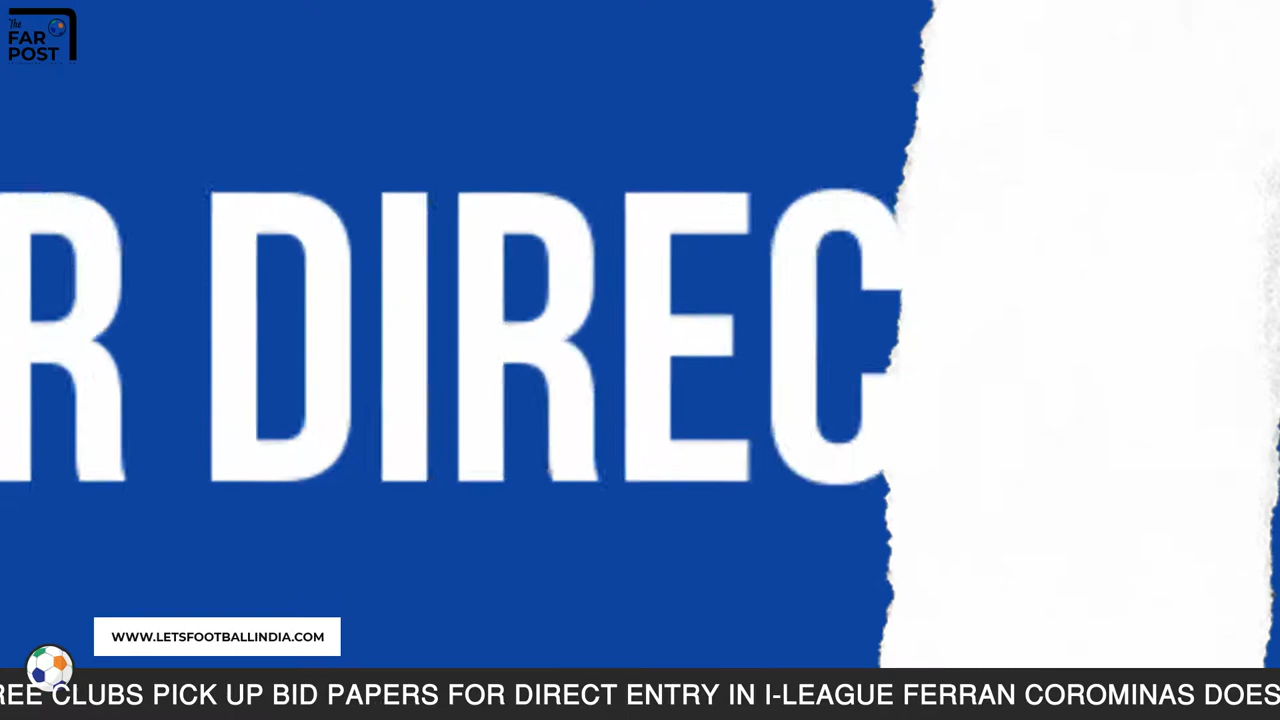 The
FAR
POST
R DIREC
WWW.LETSFOOTBALLINDIA.COM
REE CLUBS PICK UP BID PAPERS FOR DIRECT ENTRY IN I-LEAGUE FERRAN COROMINAS DOES